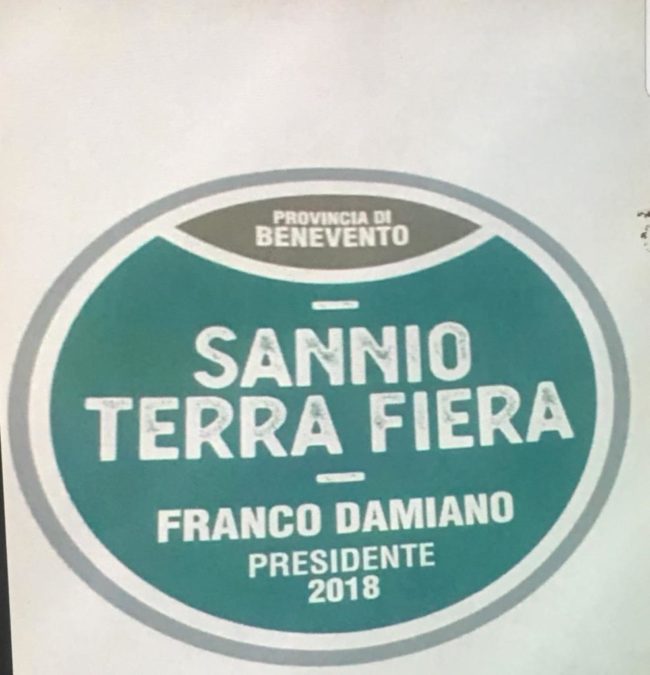 PROVINCIA DI
BENEVENTO
SANNIO
TERRA FIERA
FRANCO DAMIANO
PRESIDENTE
2018